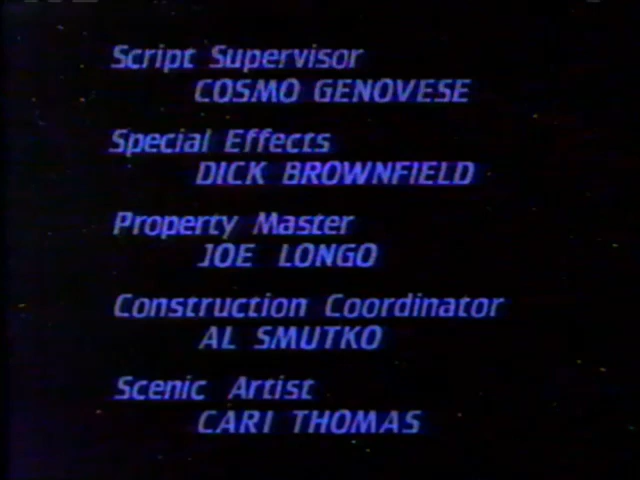 Script Supervisor
COSMO GENOVESE
Special Effects
DICK BROWNFIELD
Property Master
JOE LONGO
Construction Coordinator
AL SMUTKO
Scenic Artist
CARI THOMAS